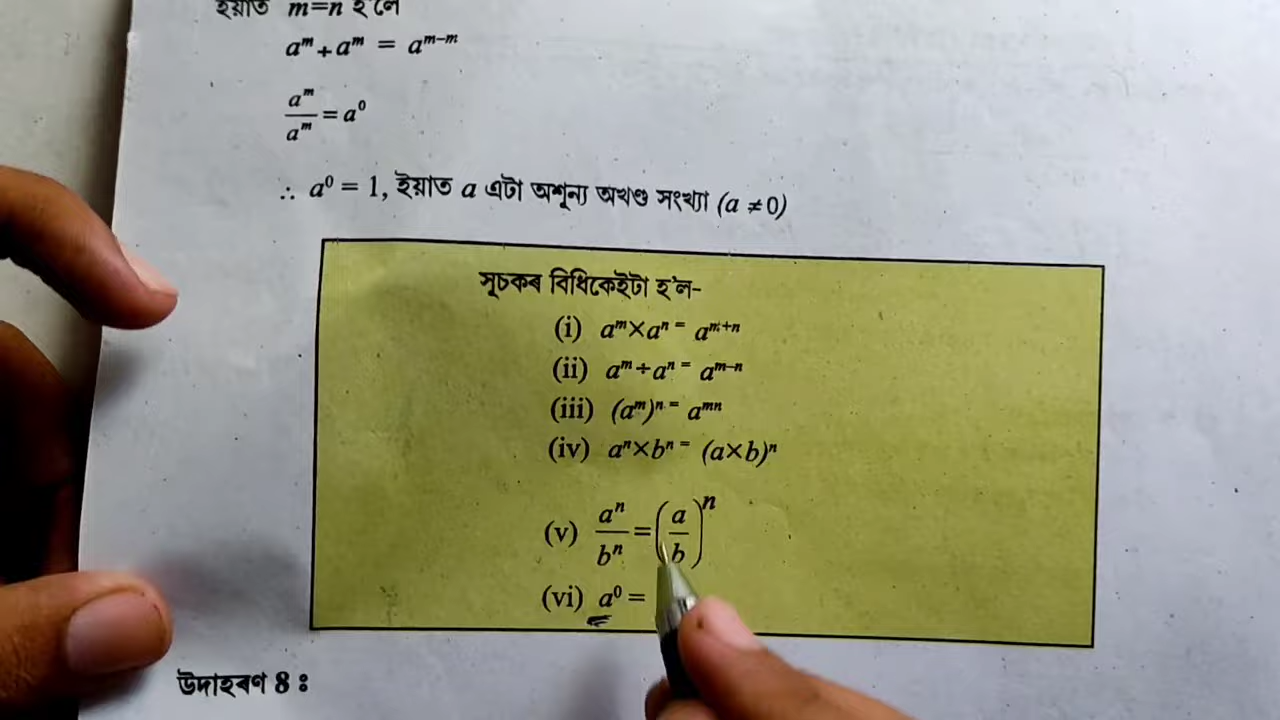 ইয়াত m=n হ'লে
aᵐ+aᵐ = aᵐ⁻ᵐ
aᵐ/aᵐ = a⁰
∴ a⁰ = 1, ইয়াত a এটা অশূন্য অখণ্ড সংখ্যা (a ≠ 0)
সূচকৰ বিধিকেইটা হ'ল-
(i) aᵐ×aⁿ = aᵐ⁺ⁿ
(ii) aᵐ÷aⁿ = aᵐ⁻ⁿ
(iii) (aᵐ)ⁿ = aᵐⁿ
(iv) aⁿ×bⁿ = (a×b)ⁿ
(v) aⁿ/bⁿ = (a/b)ⁿ
(vi) a⁰ =
উদাহৰণ 8 :